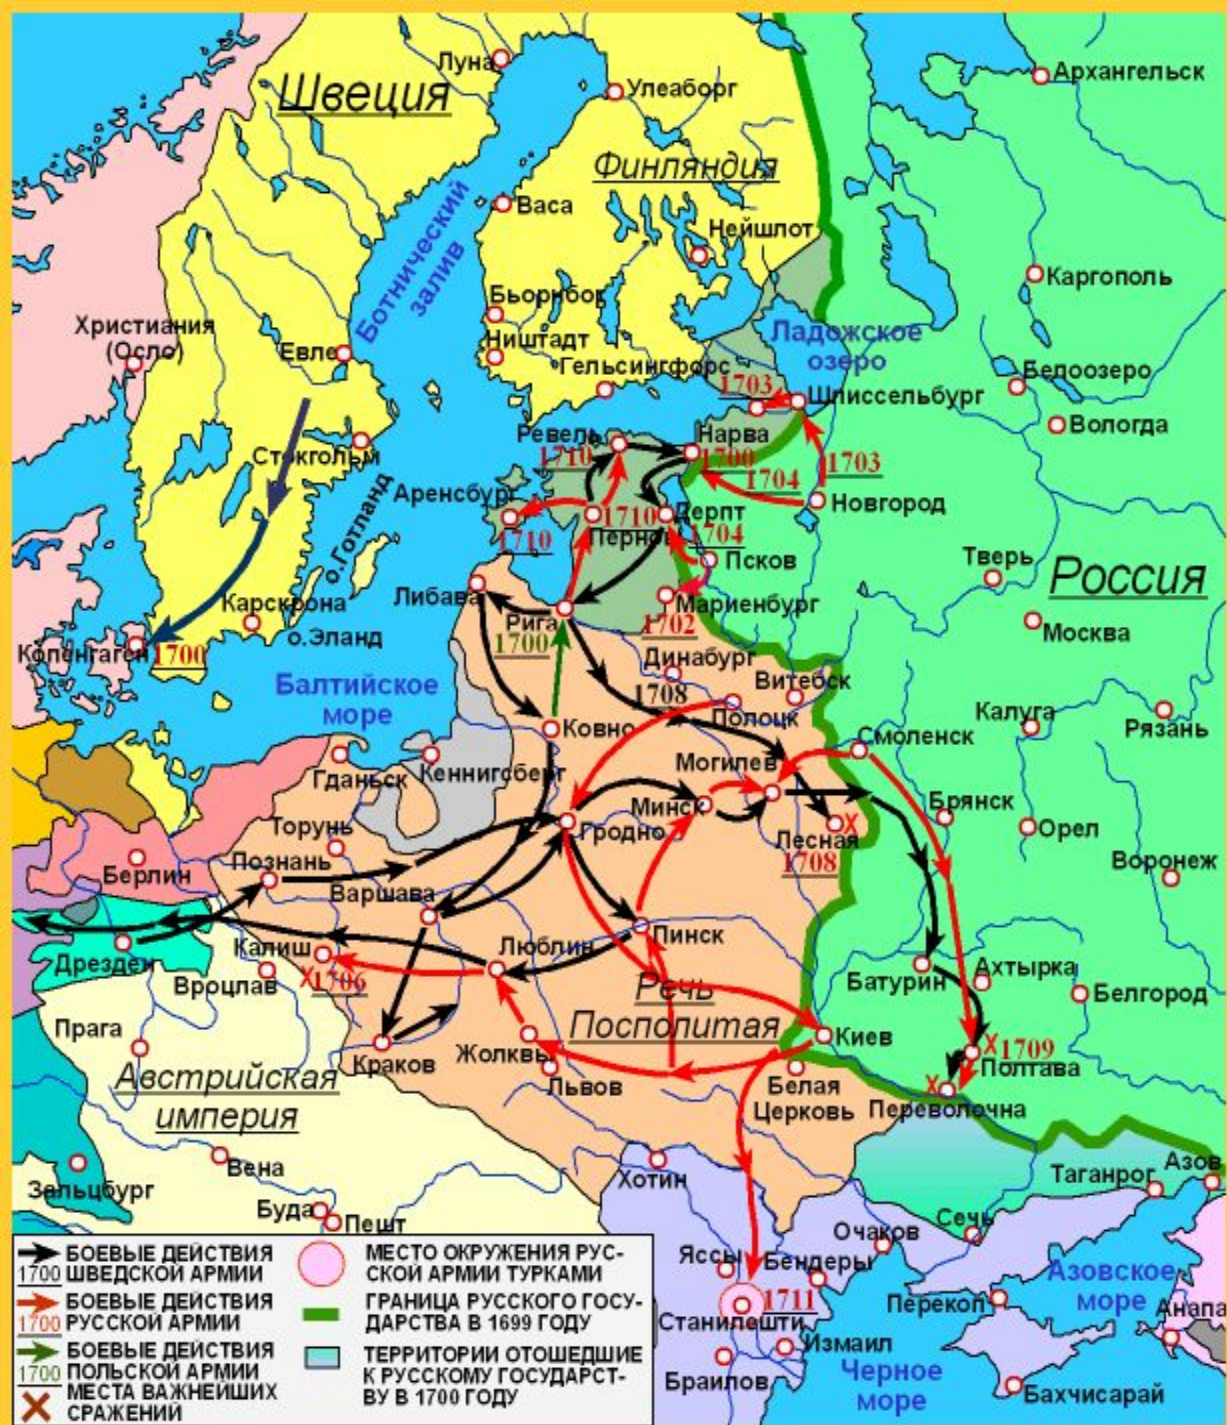 Луна
Швеция
Улеаборг
Архангельск
Финляндия
Ботнический
залив
Васа
Нейшлот
Каргополь
Бьорнборг
Христиания
(Осло)
Ништадт
Ладожское
озеро
Евле
Гельсингфорс
1703
Шлиссельбург
Белоозеро
Вологда
Стокгольм
Ревель
1710
Нарва
1700
1704
1703
Новгород
Аренсбург
1710
1710
Пернов
Дерпт
1704
Псков
о.Готланд
Тверь
Россия
Либава
Мариенбург
1702
Москва
Карскрона
о.Эланд
Рига
1700
Копенгаген
1700
Динабург
Витебск
1708
Полоцк
Балтийское
море
Ковно
Калуга
Рязань
Смоленск
Гданьск
Кеннигсберг
Могилев
Минск
Брянск
Торунь
Гродно
Лесная
1708
Орел
Воронеж
Берлин
Познань
Варшава
Дрезден
Калиш
1706
Люблин
Пинск
Вроцлав
Батурин
Ахтырка
Белгород
Речь
Посполитая
Прага
Краков
Жолквы
Львов
Киев
Белая
Церковь
1709
Полтава
Переволочна
Австрийская
империя
Вена
Зальцбург
Буда
Пешт
Хотин
Таганрог
Азов
Сечь
Очаков
Яссы
Бендеры
Азовское
море
Перекоп
Анапа
1711
Станилешти
Измаил
Браилов
Черное
море
Бахчисарай
БОЕВЫЕ ДЕЙСТВИЯ
1700 ШВЕДСКОЙ АРМИИ
БОЕВЫЕ ДЕЙСТВИЯ
1700 РУССКОЙ АРМИИ
БОЕВЫЕ ДЕЙСТВИЯ
1700 ПОЛЬСКОЙ АРМИИ
МЕСТА ВАЖНЕЙШИХ
СРАЖЕНИЙ
МЕСТО ОКРУЖЕНИЯ РУС-
СКОЙ АРМИИ ТУРКАМИ
ГРАНИЦА РУССКОГО ГОСУ-
ДАРСТВА В 1699 ГОДУ
ТЕРРИТОРИИ ОТОШЕДШИЕ
К РУССКОМУ ГОСУДАРСТ-
ВУ В 1700 ГОДУ